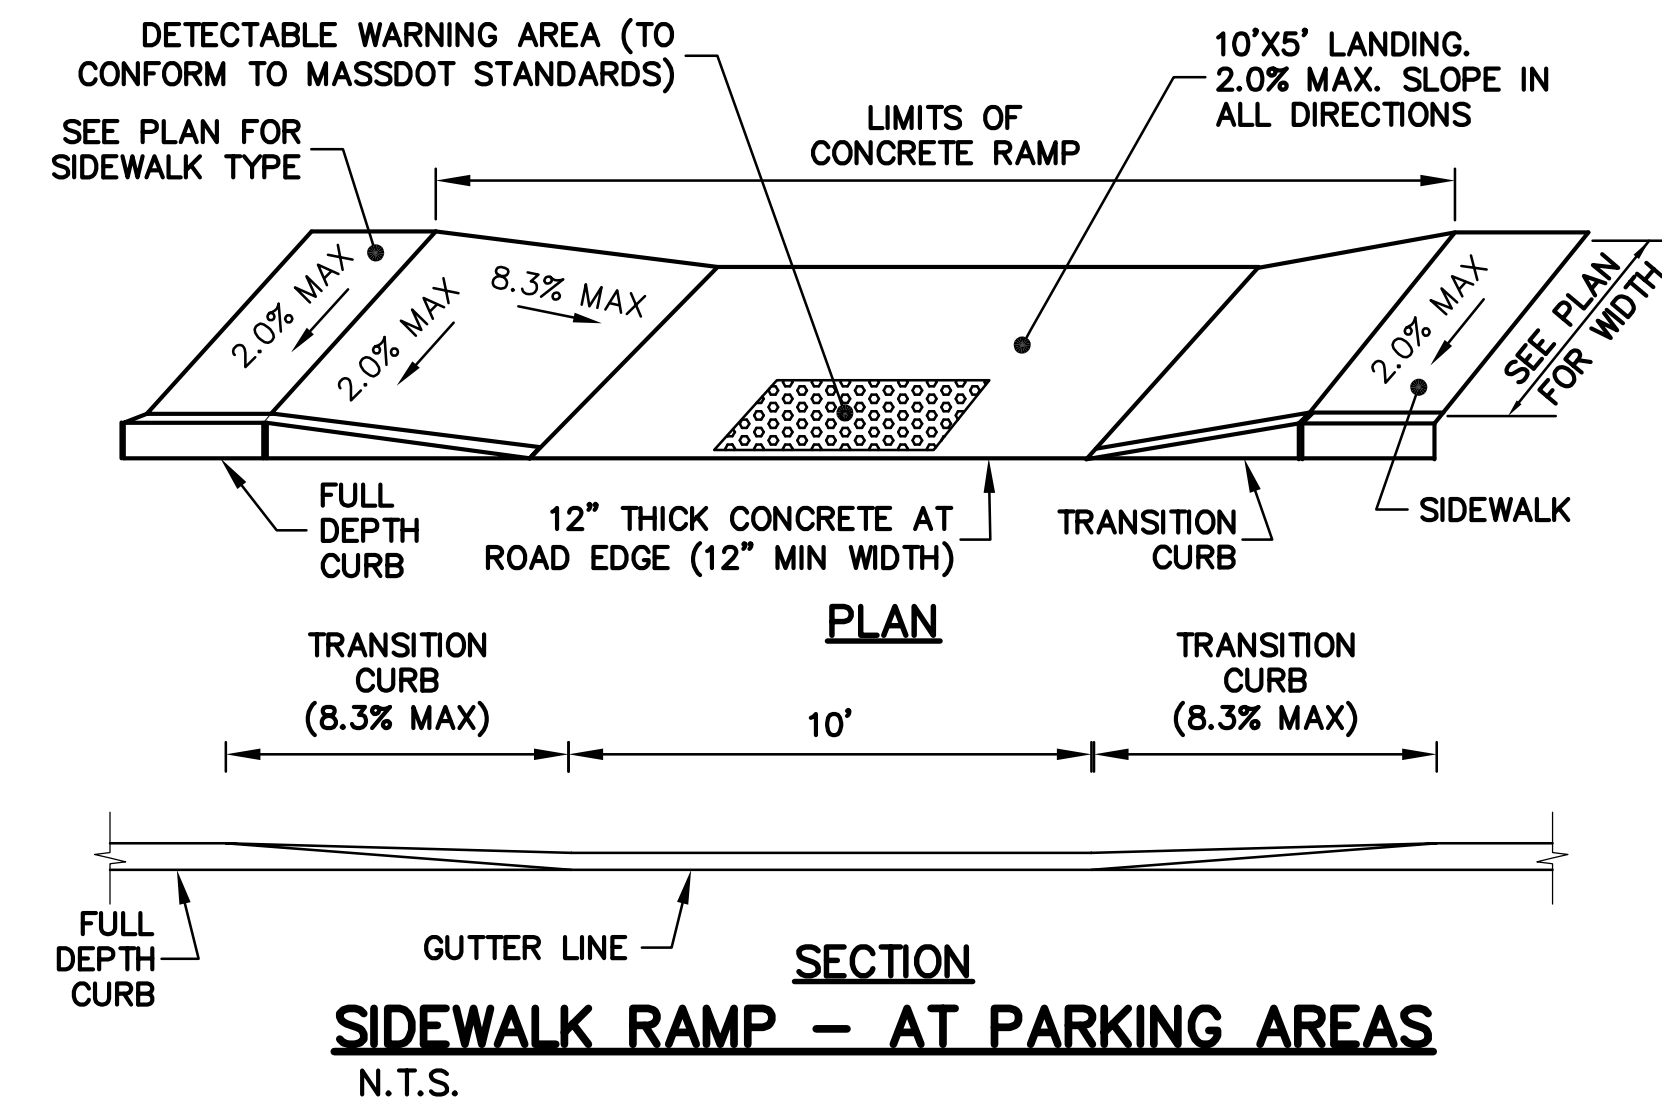 DETECTABLE WARNING AREA (TO
CONFORM TO MASSDOT STANDARDS)
10'X5' LANDING.
2.0% MAX. SLOPE IN
ALL DIRECTIONS
SEE PLAN FOR
SIDEWALK TYPE
LIMITS OF
CONCRETE RAMP
2.0% MAX
2.0% MAX
8.3% MAX
2.0% MAX
SEE PLAN
FOR WIDTH
FULL
DEPTH
CURB
12” THICK CONCRETE AT
ROAD EDGE (12” MIN WIDTH)
TRANSITION
CURB
SIDEWALK
PLAN
TRANSITION
CURB
(8.3% MAX)
10'
TRANSITION
CURB
(8.3% MAX)
FULL
DEPTH
CURB
GUTTER LINE
SECTION
SIDEWALK RAMP – AT PARKING AREAS
N.T.S.